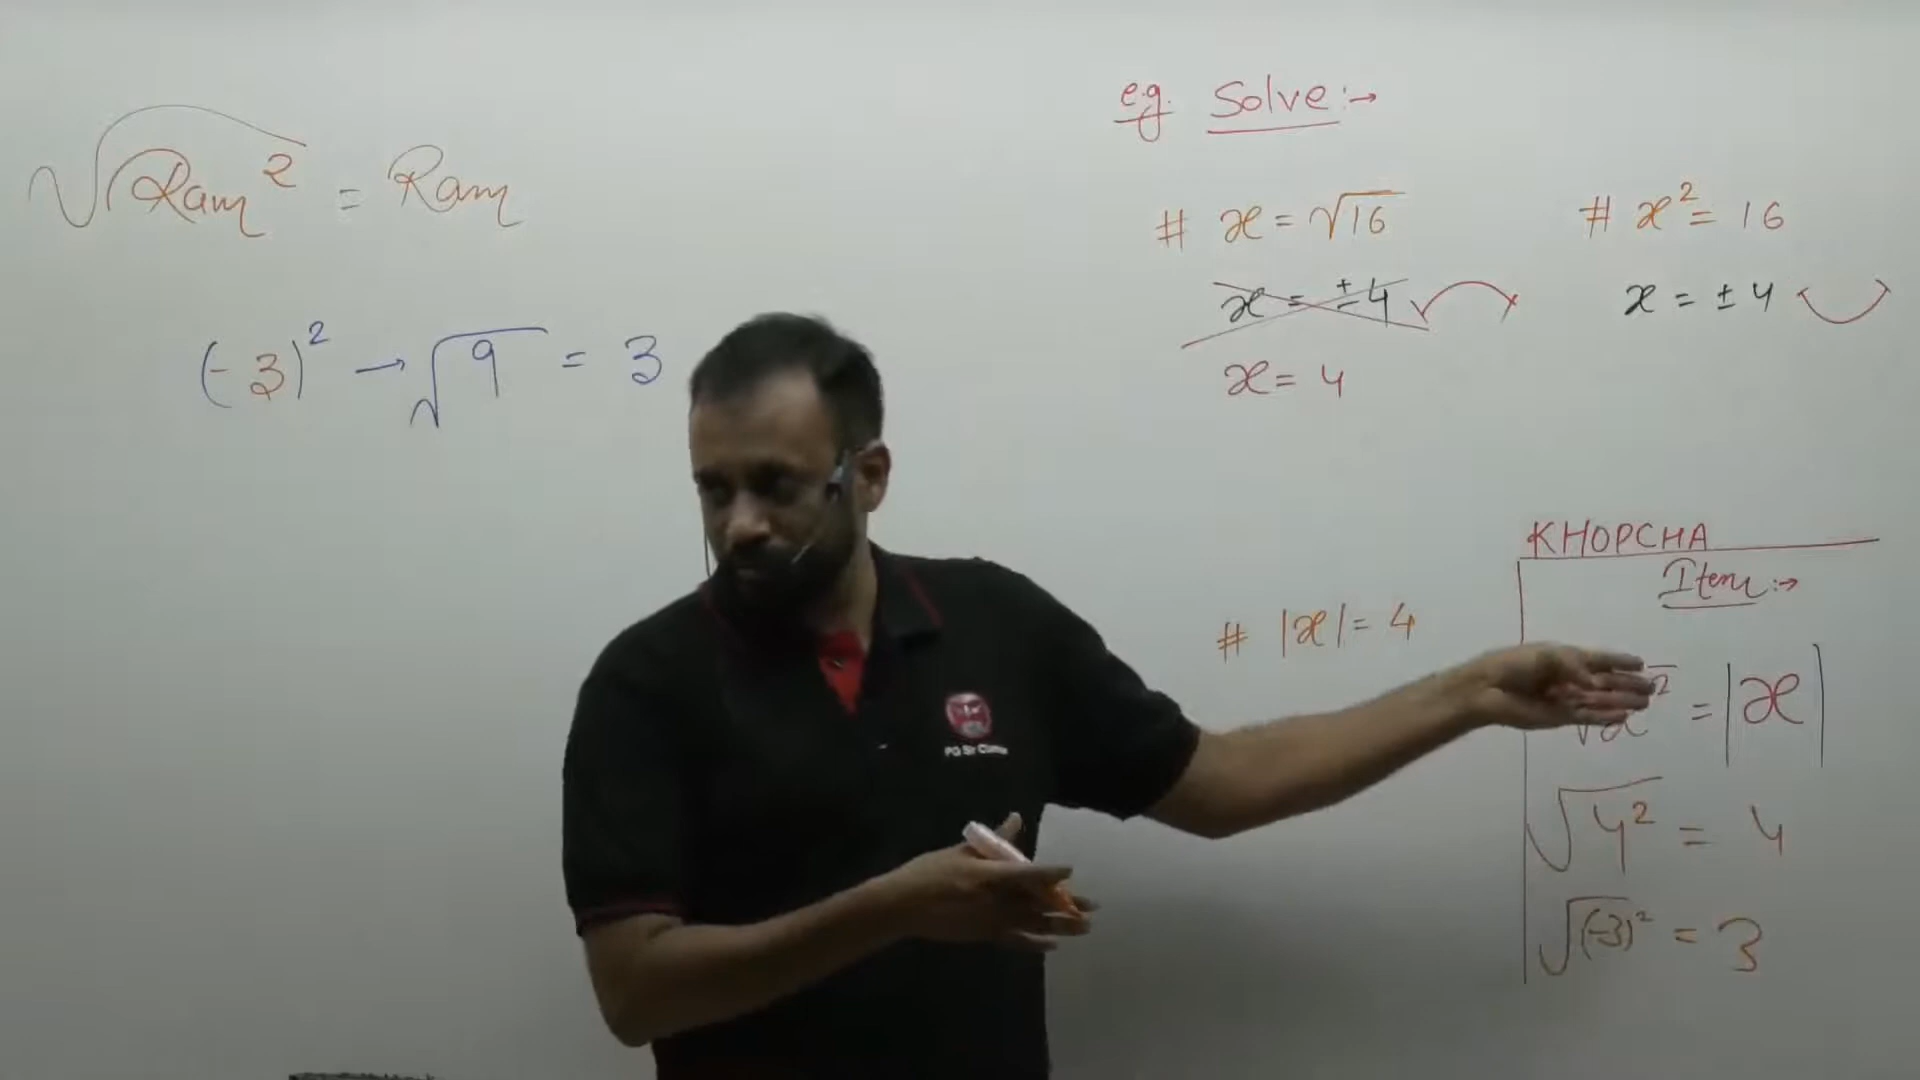 √Ram² = Ram
(-3)² → √9 = 3
e.g. Solve :→
# x = √16
x = ±4
x = 4
# x² = 16
x = ±4
# |x| = 4
KHOPCHA
Item :→
√x² = |x|
√4² = 4
√(-3)² = 3